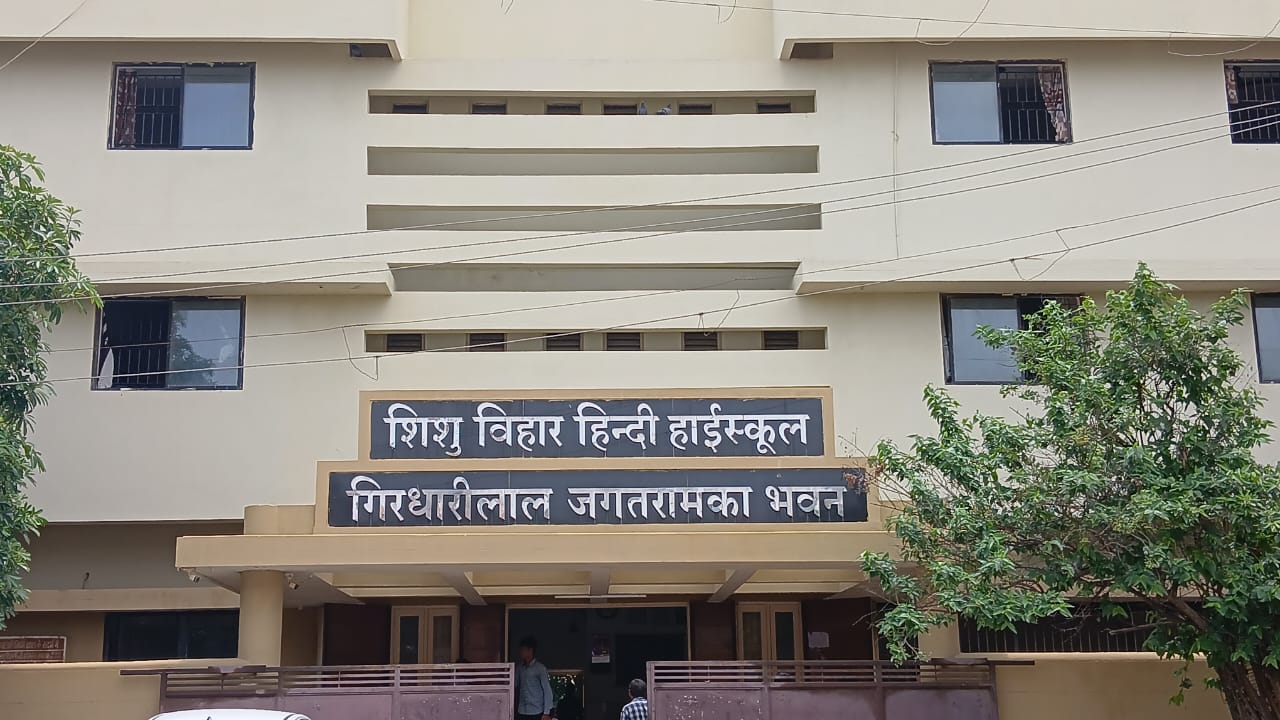 शिशु विहार हिन्दी हाईस्कूल
गिरधारीलाल जगतरामका भवन